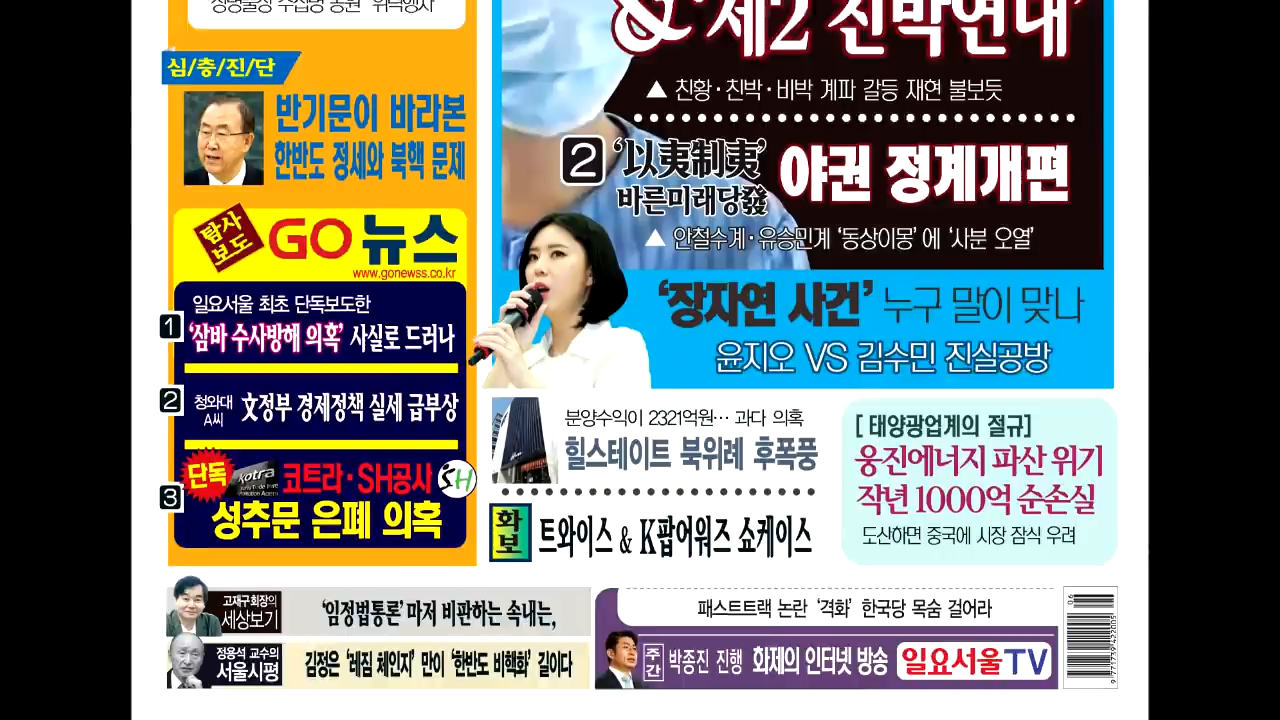 & '제2 친박연대'
▲ 친황·친박·비박 계파 갈등 재현 불보듯
2 '以夷制夷' 바른미래당發 야권 정계개편
▲ 안철수계·유승민계 '동상이몽'에 '사분 오열'
심/층/진/단
반기문이 바라본
한반도 정세와 북핵 문제
탐사보도 GO 뉴스
www.gonewss.co.kr
1 일요서울 최초 단독보도한
'삼바 수사방해 의혹' 사실로 드러나
2 청와대 A씨 文정부 경제정책 실세 급부상
3 단독 kotra 코트라·SH공사 SH
성추문 은폐 의혹
'장자연 사건' 누구 말이 맞나
윤지오 VS 김수민 진실공방
분양수익이 2321억원… 과다 의혹
힐스테이트 북위례 후폭풍
화보 트와이스 & K팝어워즈 쇼케이스
[ 태양광업계의 절규]
웅진에너지 파산 위기
작년 1000억 순손실
도산하면 중국에 시장 잠식 우려
고재구회장의 세상보기 '임정법통론' 마저 비판하는 속내는,
정용석 교수의 서울시평 김정은 '레짐 체인지' 만이 '한반도 비핵화' 길이다
패스트트랙 논란 '격화' 한국당 목숨 걸어라
주간 박종진 진행 화제의 인터넷 방송 일요서울TV
06
9 771739 422005